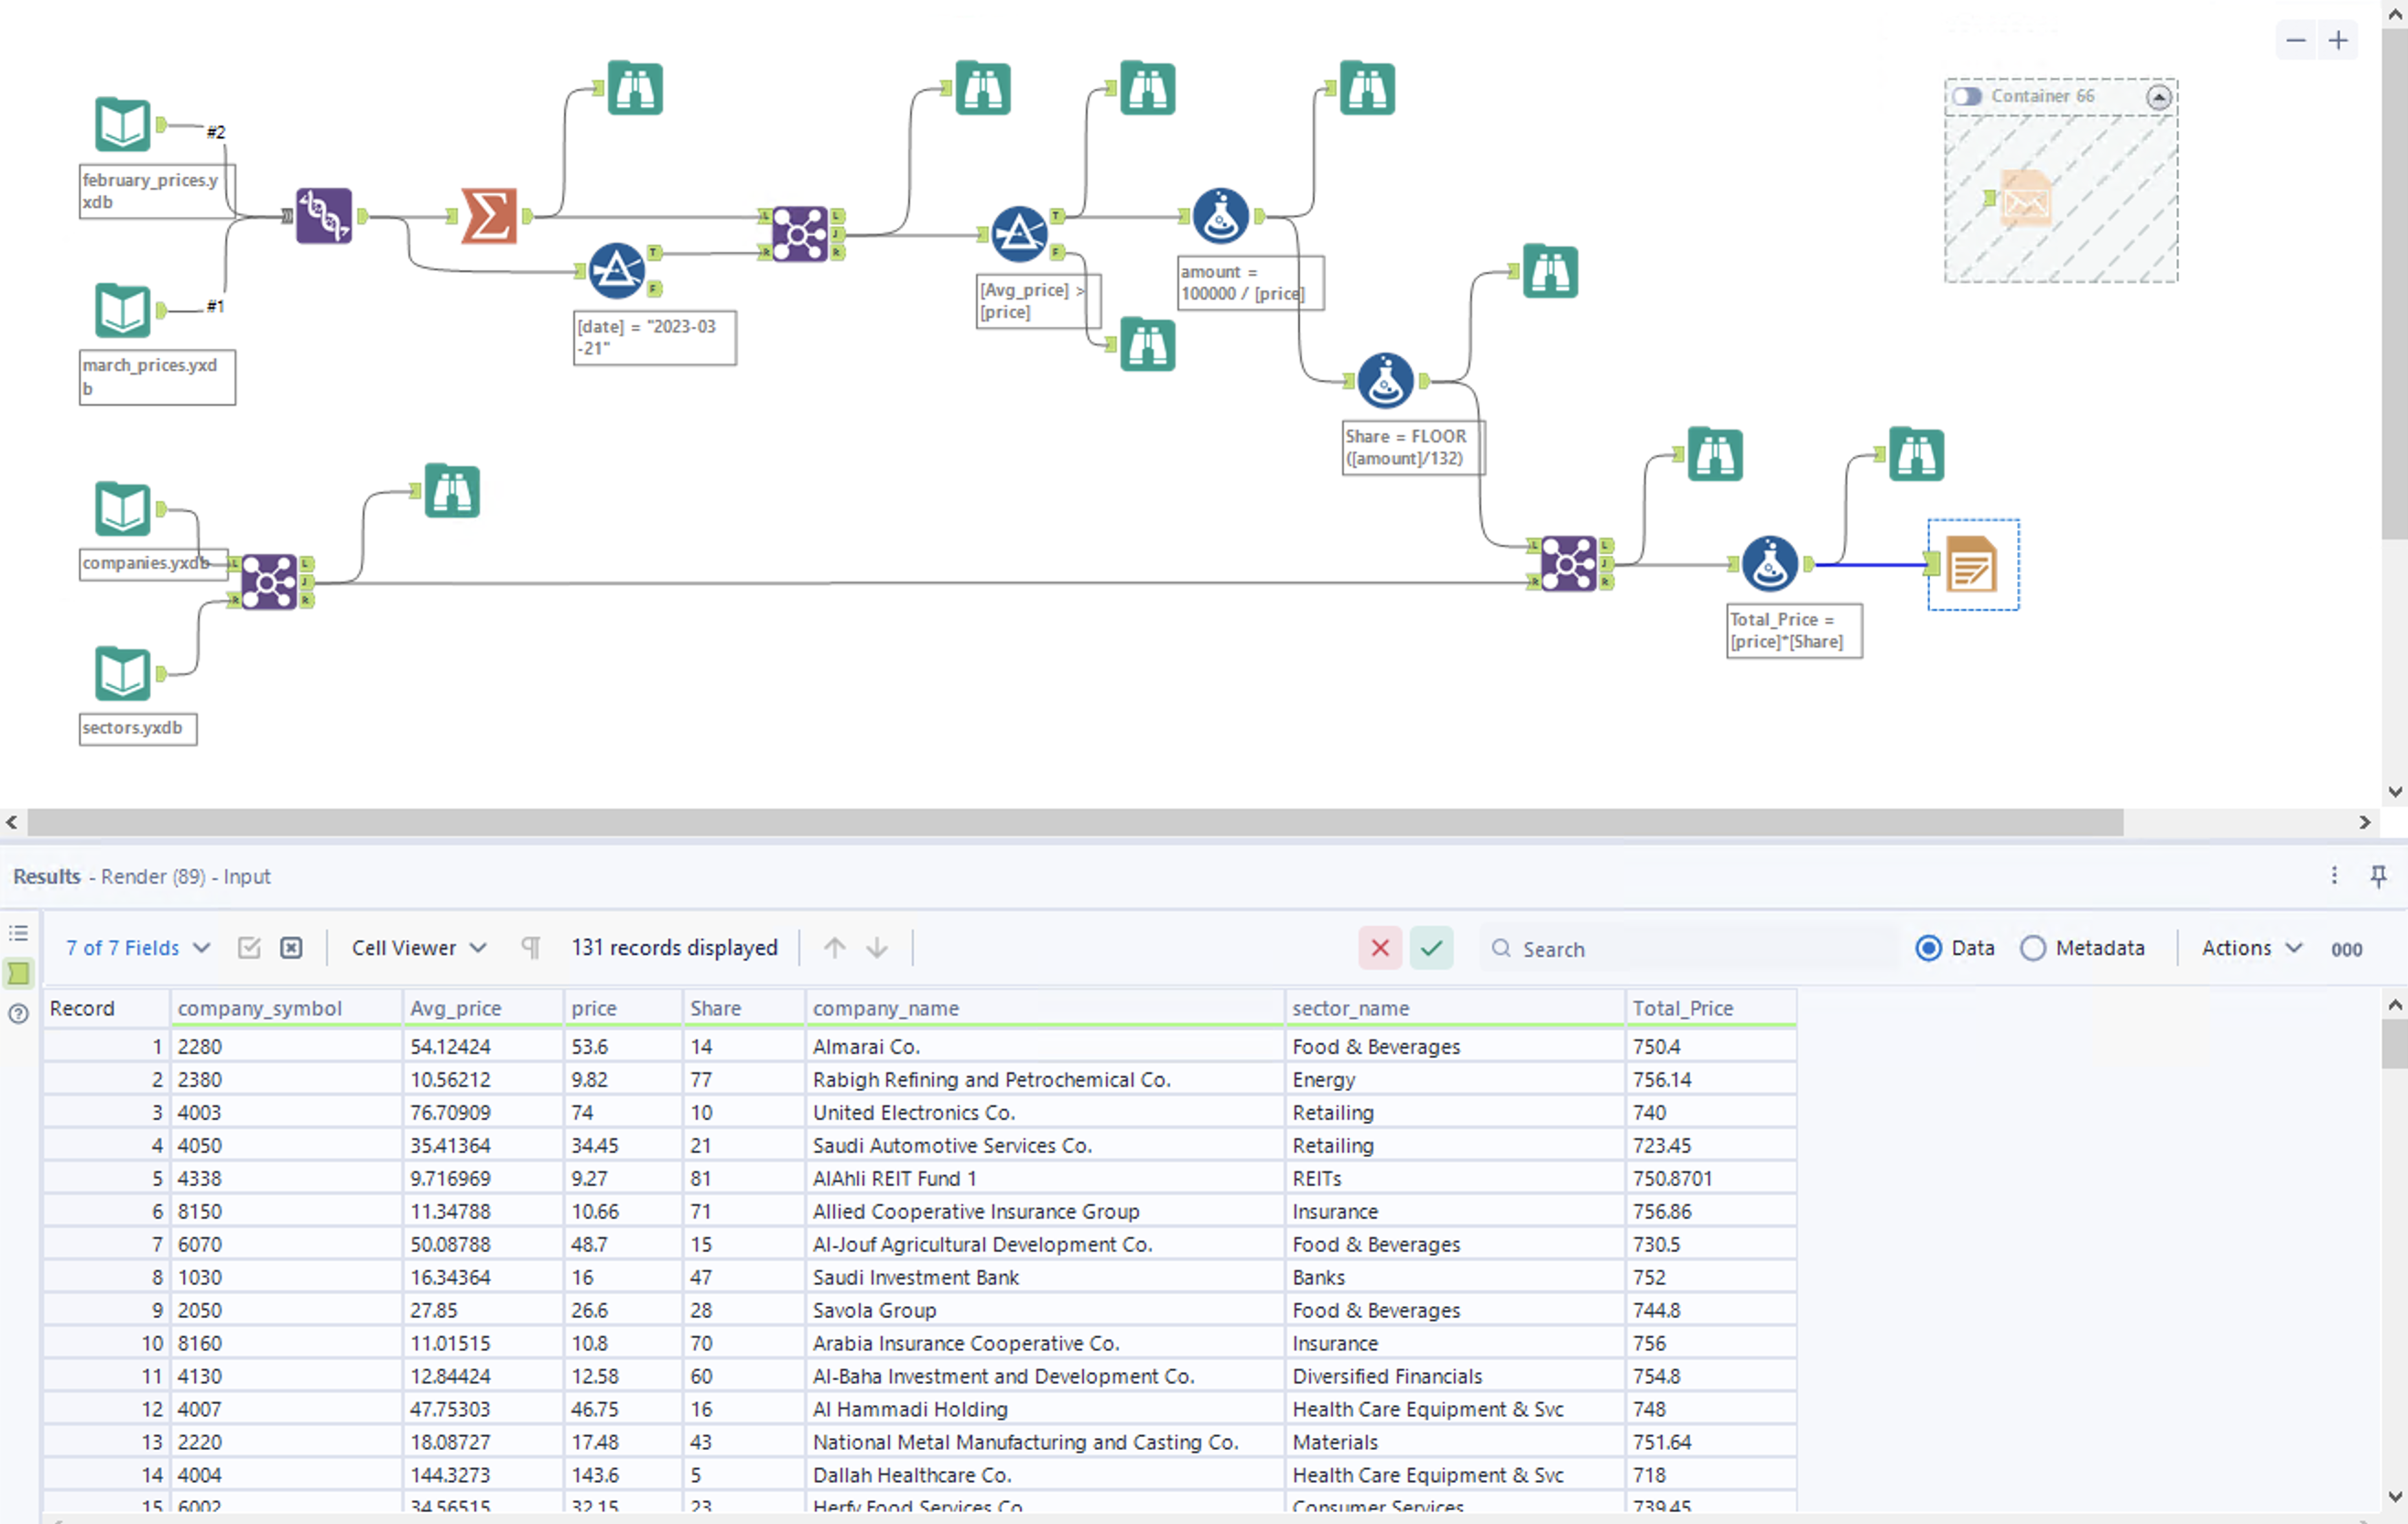 Container 66
#2
february_prices.y
xdb
#1
march_prices.yxd
b
[date] = "2023-03
-21"
[Avg_price] >
[price]
amount =
100000 / [price]
Share = FLOOR
([amount]/132)
companies.yxdb
sectors.yxdb
Total_Price =
[price]*[Share]
T
F
L
R
L
J
R
T
F
L
R
L
J
R
L
R
L
J
R
Results - Render (89) - Input
7 of 7 Fields Cell Viewer 131 records displayed Search Data Metadata Actions 000
Record company_symbol Avg_price price Share company_name sector_name Total_Price
1 2280 54.12424 53.6 14 Almarai Co. Food & Beverages 750.4
2 2380 10.56212 9.82 77 Rabigh Refining and Petrochemical Co. Energy 756.14
3 4003 76.70909 74 10 United Electronics Co. Retailing 740
4 4050 35.41364 34.45 21 Saudi Automotive Services Co. Retailing 723.45
5 4338 9.716969 9.27 81 AlAhli REIT Fund 1 REITs 750.8701
6 8150 11.34788 10.66 71 Allied Cooperative Insurance Group Insurance 756.86
7 6070 50.08788 48.7 15 Al-Jouf Agricultural Development Co. Food & Beverages 730.5
8 1030 16.34364 16 47 Saudi Investment Bank Banks 752
9 2050 27.85 26.6 28 Savola Group Food & Beverages 744.8
10 8160 11.01515 10.8 70 Arabia Insurance Cooperative Co. Insurance 756
11 4130 12.84424 12.58 60 Al-Baha Investment and Development Co. Diversified Financials 754.8
12 4007 47.75303 46.75 16 Al Hammadi Holding Health Care Equipment & Svc 748
13 2220 18.08727 17.48 43 National Metal Manufacturing and Casting Co. Materials 751.64
14 4004 144.3273 143.6 5 Dallah Healthcare Co. Health Care Equipment & Svc 718
15 6002 34.56515 32.15 23 Herfy Food Services Co. Consumer Services 739.45